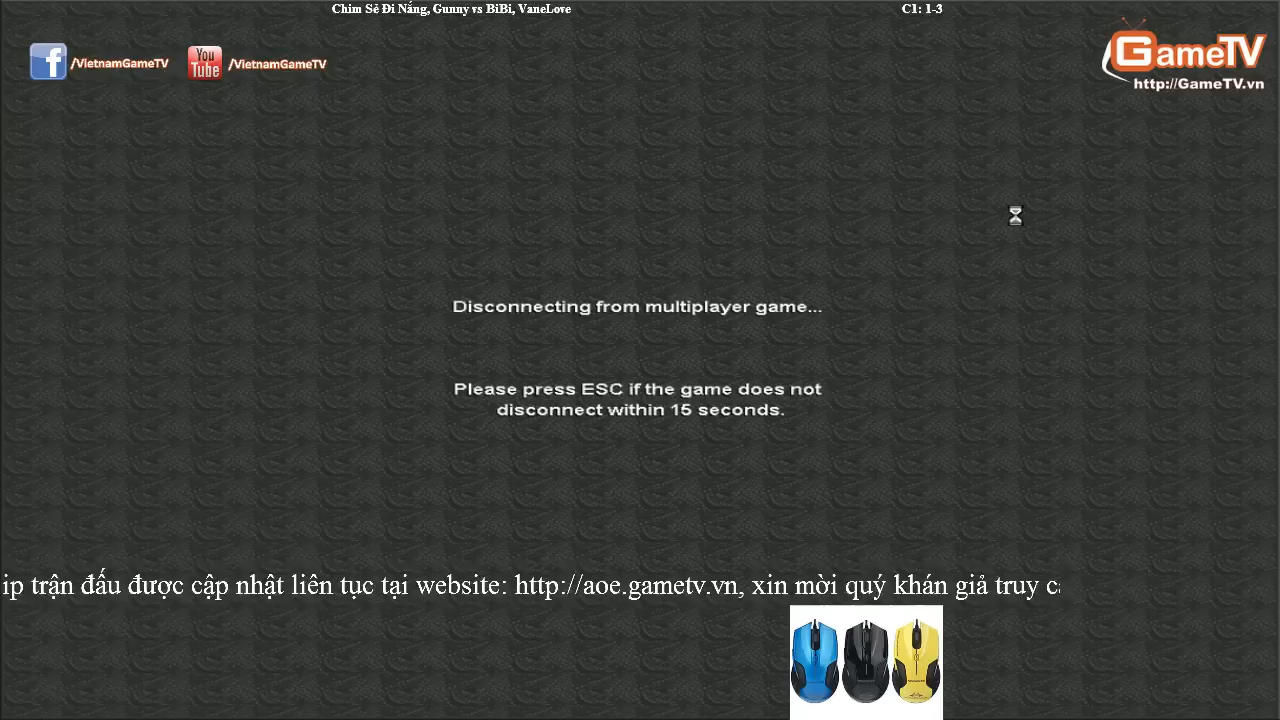 Chim Sẻ Đi Nắng, Gunny vs BiBi, VaneLove
C1: 1-3
/VietnamGameTV
You
Tube
/VietnamGameTV
GameTV
http://GameTV.vn
Disconnecting from multiplayer game...
Please press ESC if the game does not
disconnect within 15 seconds.
ip trận đấu được cập nhật liên tục tại website: http://aoe.gametv.vn, xin mời quý khán giả truy c